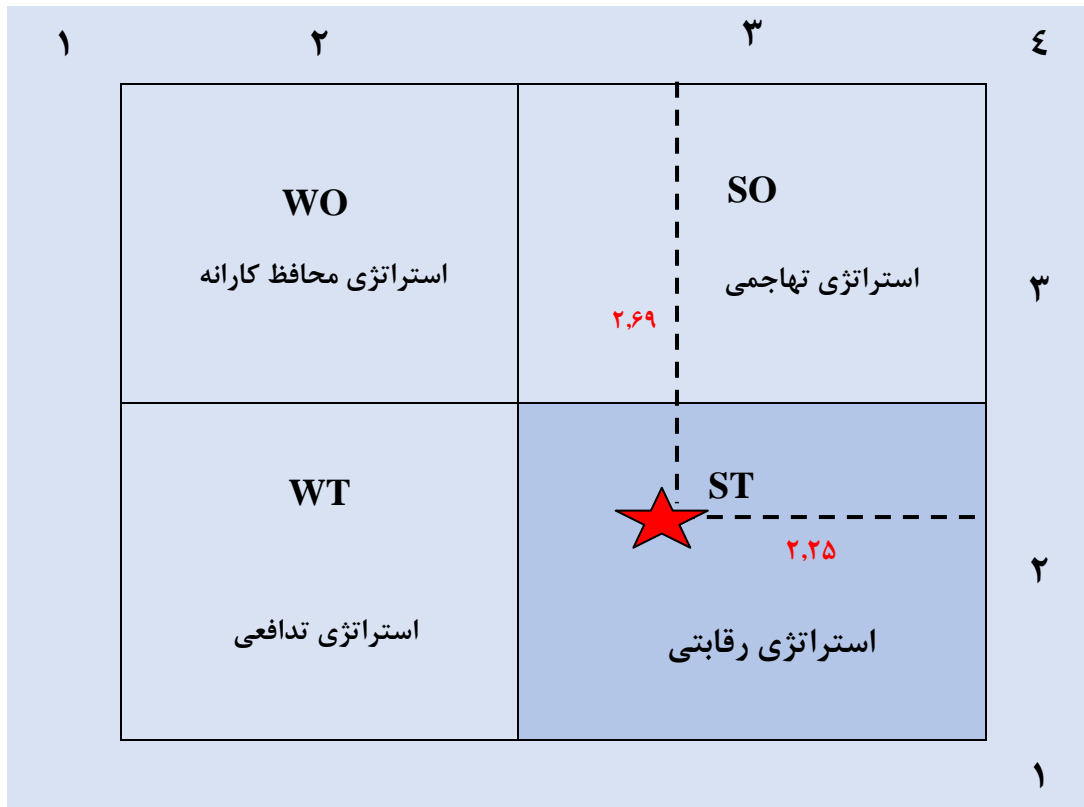 ۱ ۲ ۳ ٤
WO
استراتژی محافظ کارانه
SO
استراتژی تهاجمی
۲,۶۹
۳
WT
استراتژی تدافعی
ST
۲,۲۵
استراتژی رقابتی
۲
۱